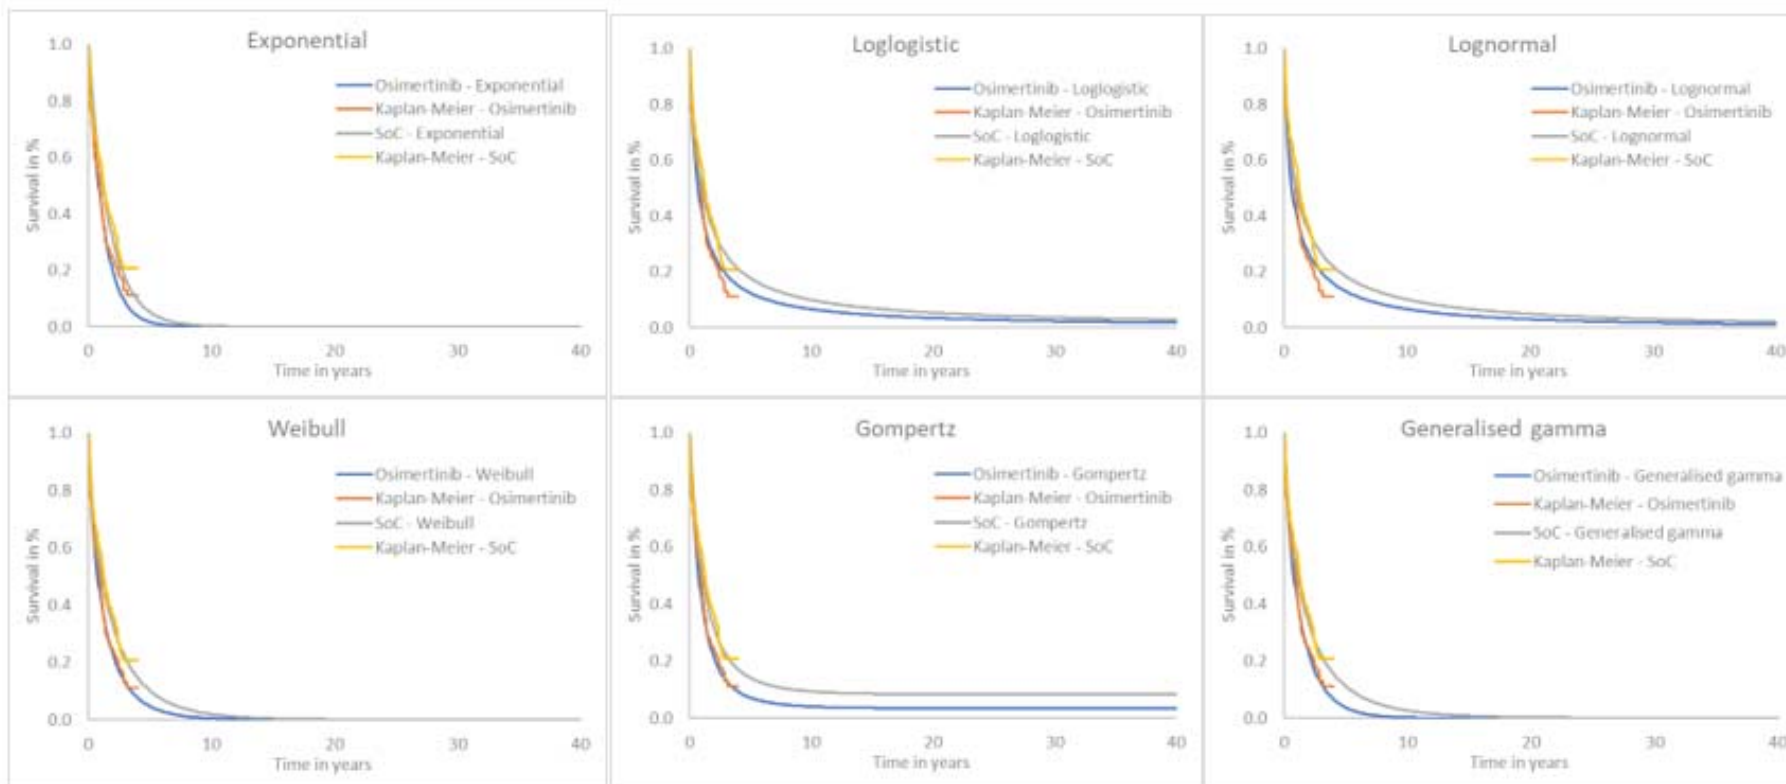 Exponential
1.0
0.8
0.6
0.4
0.2
0.0
Survival in %
Osimertinib - Exponential
Kaplan-Meier - Osimertinib
SoC - Exponential
Kaplan-Meier - SoC
0 10 20 30 40
Time in years
Loglogistic
1.0
0.8
0.6
0.4
0.2
0.0
Survival in %
Osimertinib - Loglogistic
Kaplan-Meier - Osimertinib
SoC - Loglogistic
Kaplan-Meier - SoC
0 10 20 30 40
Time in years
Lognormal
1.0
0.8
0.6
0.4
0.2
0.0
Survival in %
Osimertinib - Lognormal
Kaplan-Meier - Osimertinib
SoC - Lognormal
Kaplan-Meier - SoC
0 10 20 30 40
Time in years
Weibull
1.0
0.8
0.6
0.4
0.2
0.0
Survival in %
Osimertinib - Weibull
Kaplan-Meier - Osimertinib
SoC - Weibull
Kaplan-Meier - SoC
0 10 20 30 40
Time in years
Gompertz
1.0
0.8
0.6
0.4
0.2
0.0
Survival in %
Osimertinib - Gompertz
Kaplan-Meier - Osimertinib
SoC - Gompertz
Kaplan-Meier - SoC
0 10 20 30 40
Time in years
Generalised gamma
1.0
0.8
0.6
0.4
0.2
0.0
Survival in %
Osimertinib - Generalised gamma
Kaplan-Meier - Osimertinib
SoC - Generalised gamma
Kaplan-Meier - SoC
0 10 20 30 40
Time in years